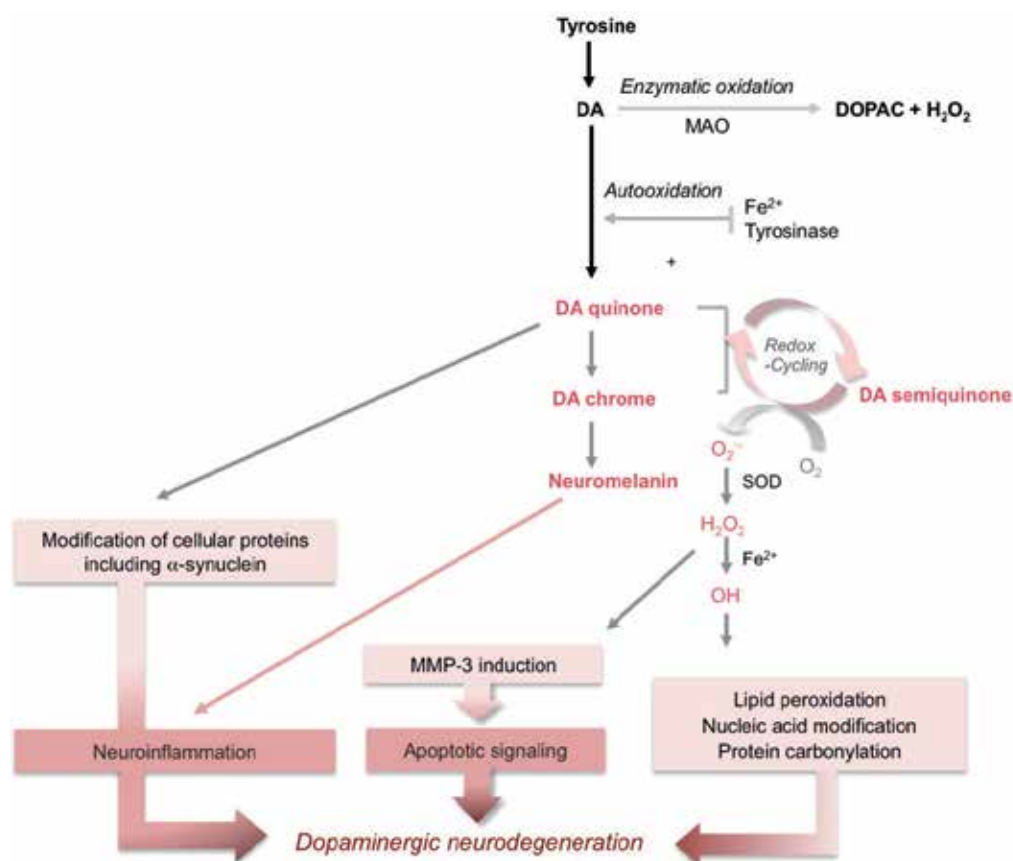 Tyrosine
Enzymatic oxidation
DA
MAO
DOPAC + H₂O₂
Autooxidation
Fe²⁺
Tyrosinase
+
DA quinone
Redox
-Cycling
DA chrome
DA semiquinone
O₂⁻
O₂
SOD
Neuromelanin
H₂O₂
Fe²⁺
OH
Modification of cellular proteins
including α-synuclein
MMP-3 induction
Lipid peroxidation
Nucleic acid modification
Protein carbonylation
Neuroinflammation
Apoptotic signaling
Dopaminergic neurodegeneration